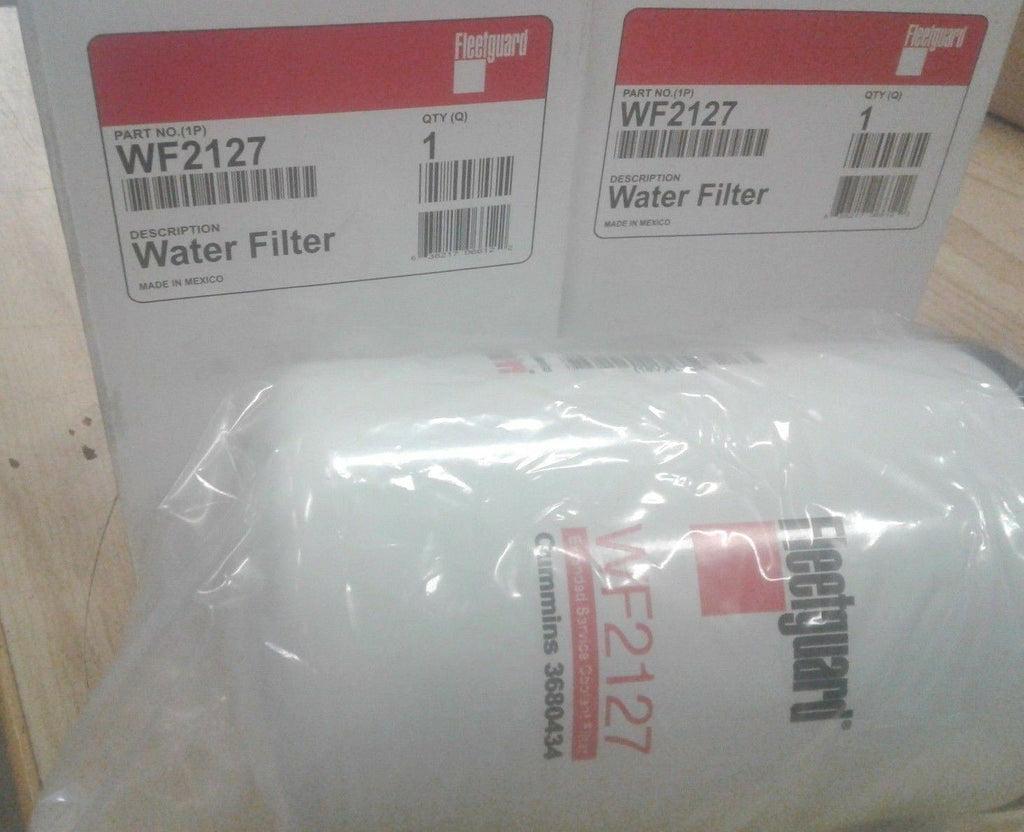 Fleetguard
PART NO.(1P)
WF2127
QTY (Q)
1
DESCRIPTION
Water Filter
MADE IN MEXICO
Fleetguard
PART NO.(1P)
WF2127
QTY (Q)
1
DESCRIPTION
Water Filter
MADE IN MEXICO
Fleetguard®
WF2127
Extended Service Coolant Filter
Cummins 3680434